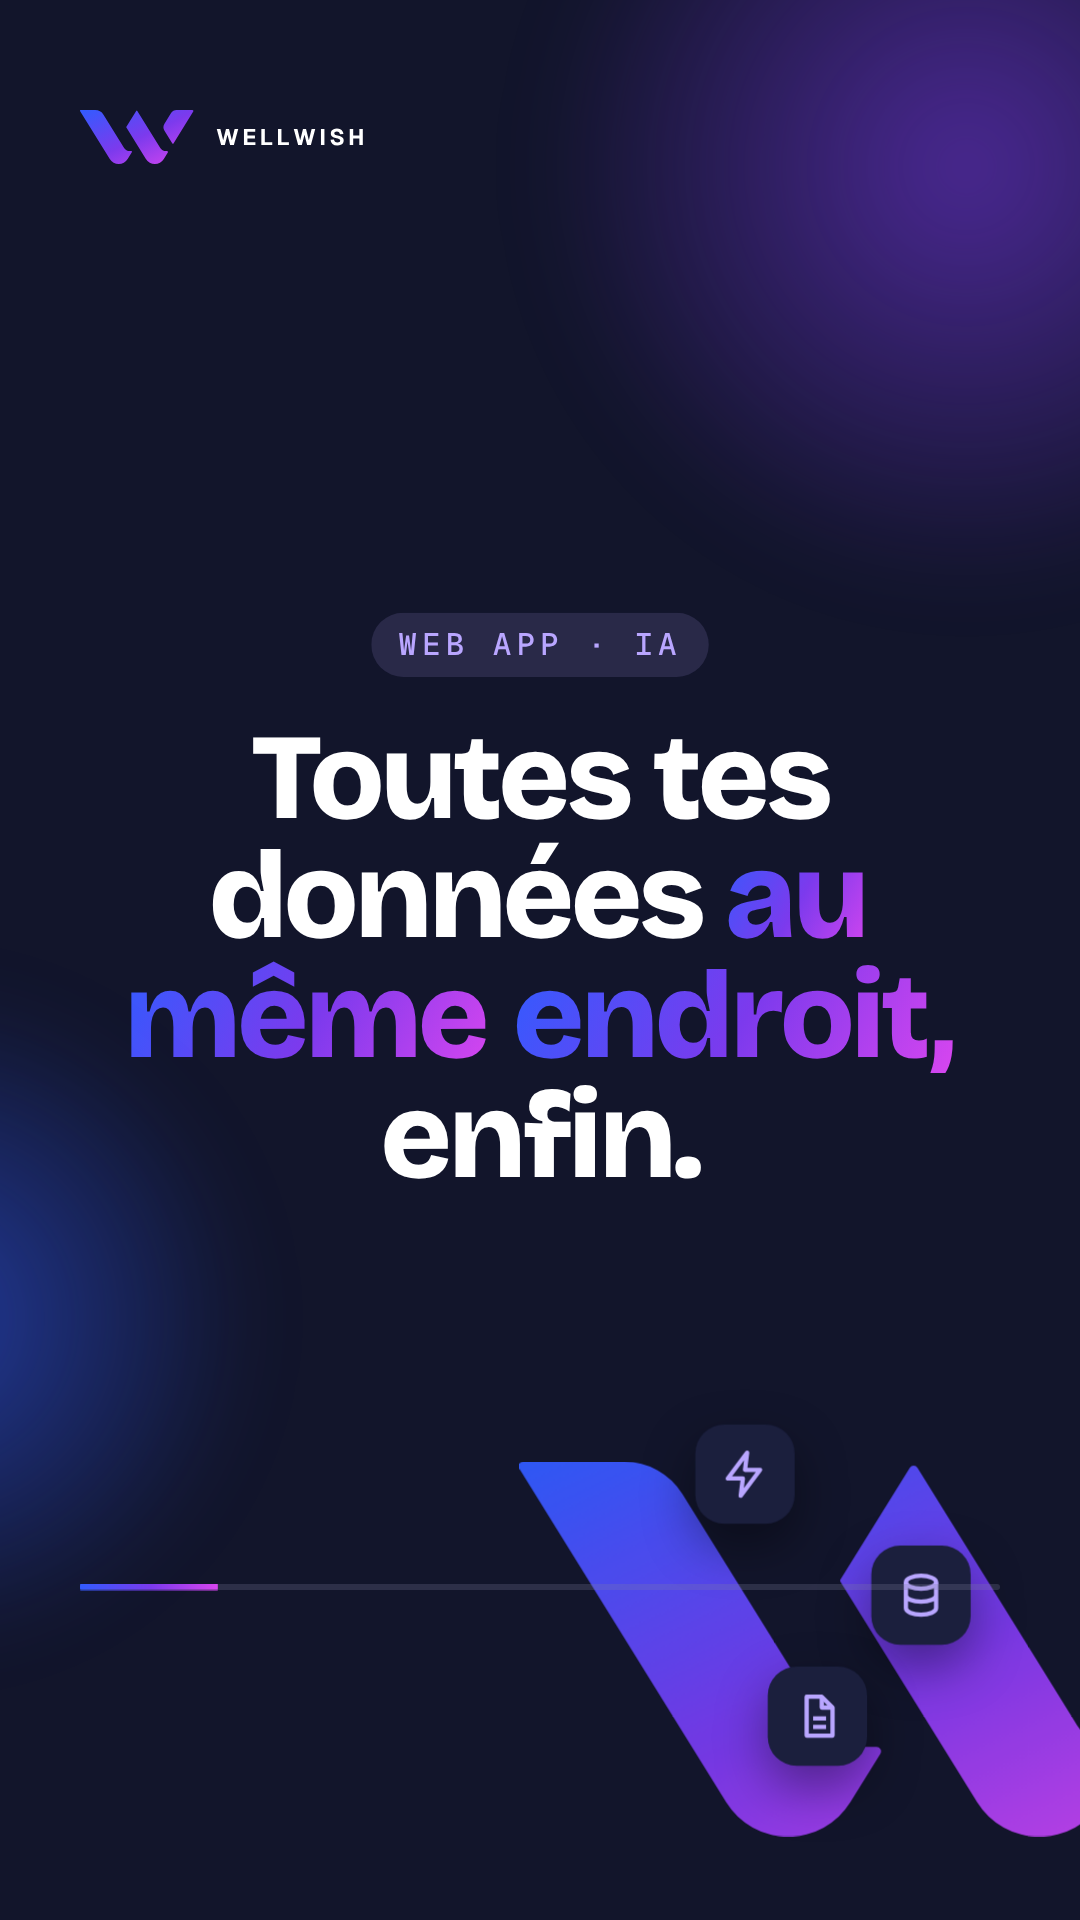 WELLWISH
WEB APP · IA
Toutes tes
données au
même endroit,
enfin.